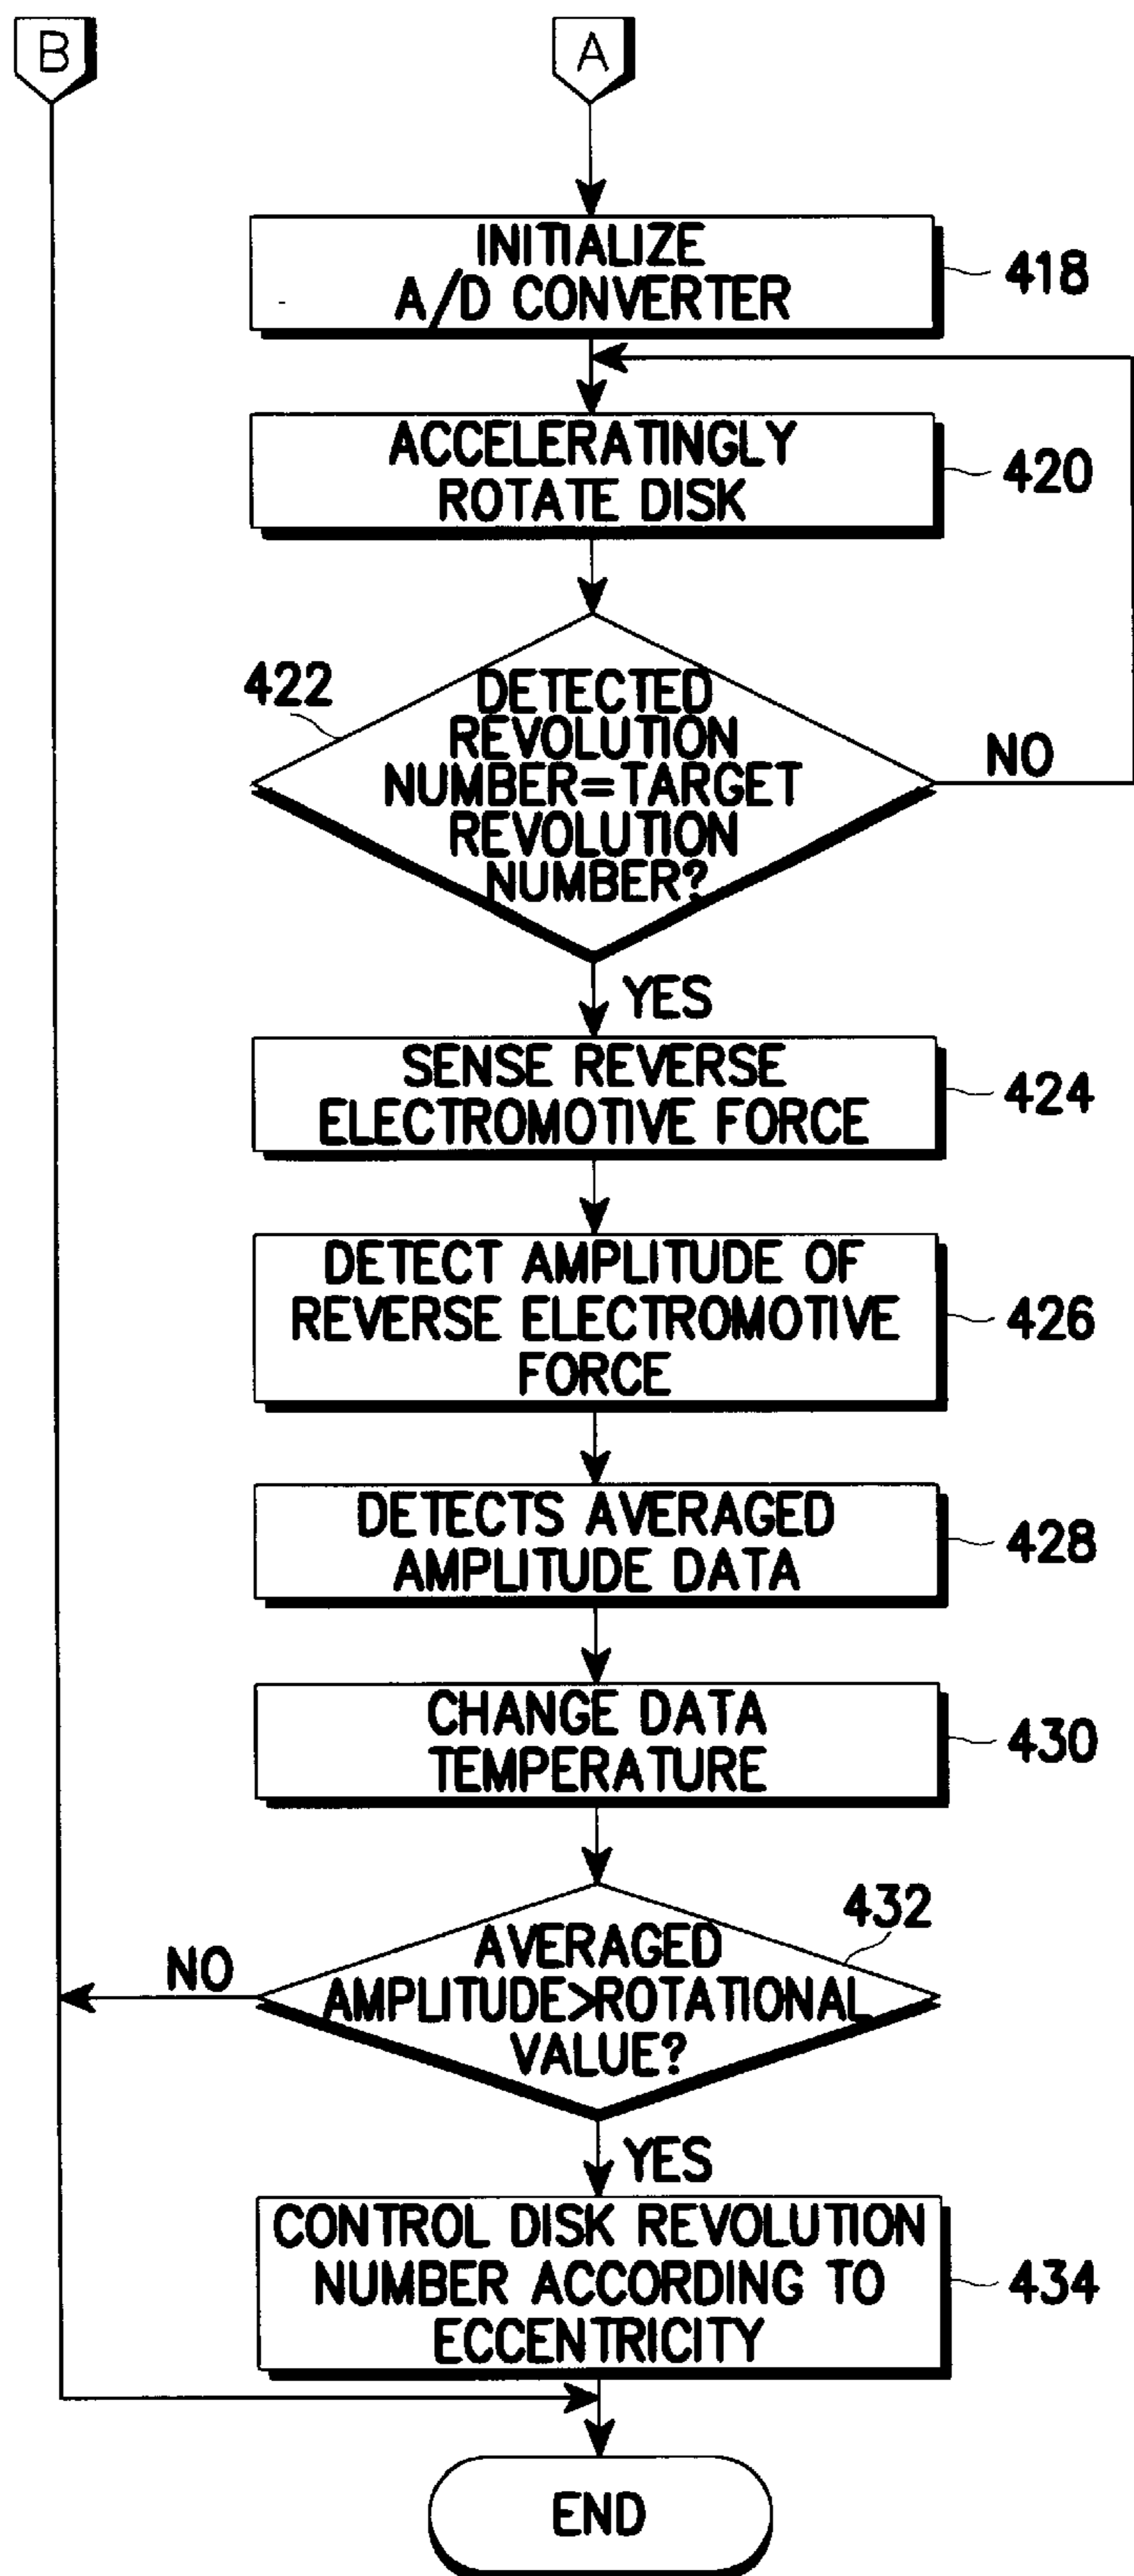 B
A
INITIALIZE
A/D CONVERTER
418
ACCELERATINGLY
ROTATE DISK
420
422
DETECTED
REVOLUTION
NUMBER=TARGET
REVOLUTION
NUMBER?
NO
YES
SENSE REVERSE
ELECTROMOTIVE FORCE
424
DETECT AMPLITUDE OF
REVERSE ELECTROMOTIVE
FORCE
426
DETECTS AVERAGED
AMPLITUDE DATA
428
CHANGE DATA
TEMPERATURE
430
432
AVERAGED
AMPLITUDE>ROTATIONAL
VALUE?
NO
YES
CONTROL DISK REVOLUTION
NUMBER ACCORDING TO
ECCENTRICITY
434
END